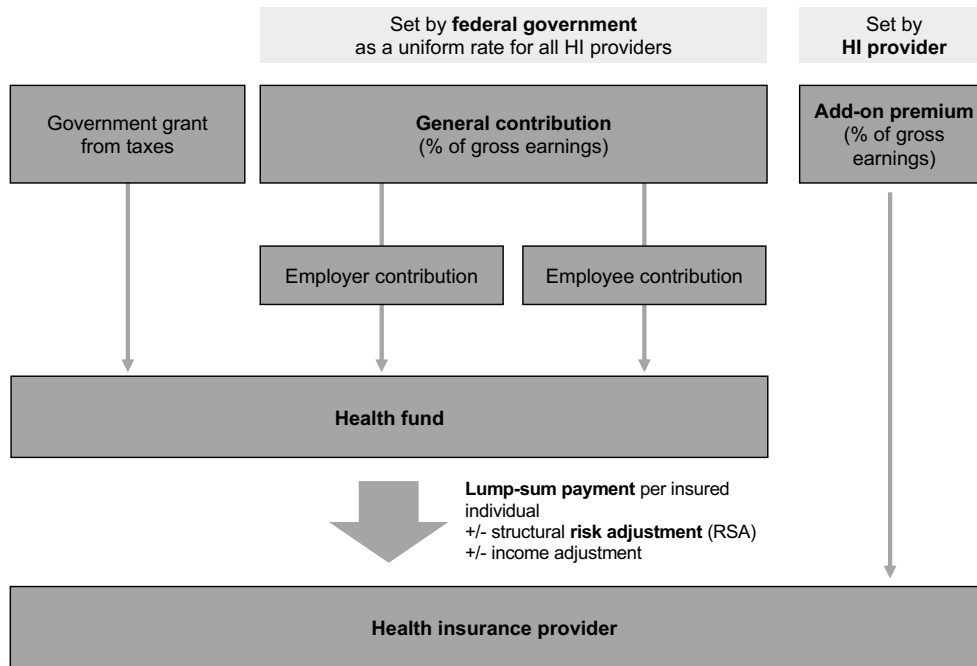 Set by federal government
as a uniform rate for all HI providers
Set by
HI provider
Government grant
from taxes
General contribution
(% of gross earnings)
Add-on premium
(% of gross
earnings)
Employer contribution
Employee contribution
Health fund
Lump-sum payment per insured
individual
+/- structural risk adjustment (RSA)
+/- income adjustment
Health insurance provider